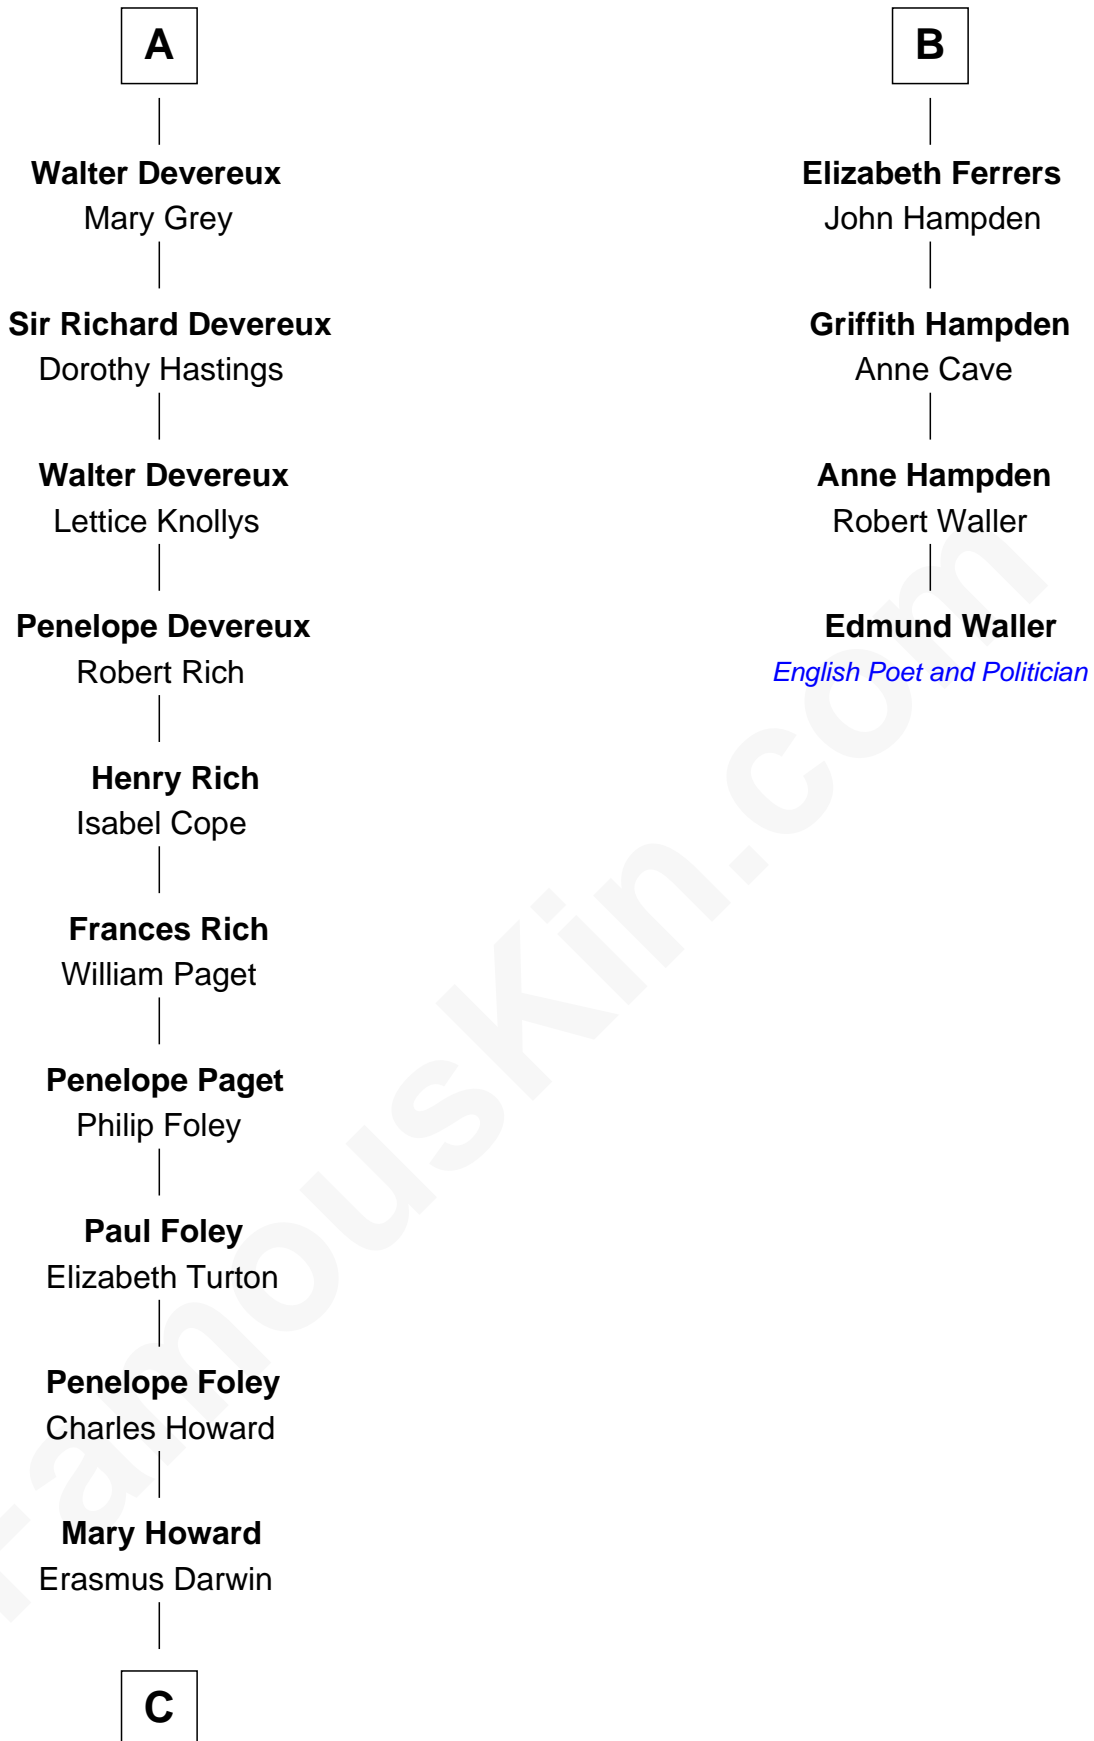 A
Walter Devereux
Mary Grey
Sir Richard Devereux
Dorothy Hastings
Walter Devereux
Lettice Knollys
Penelope Devereux
Robert Rich
Henry Rich
Isabel Cope
Frances Rich
William Paget
Penelope Paget
Philip Foley
Paul Foley
Elizabeth Turton
Penelope Foley
Charles Howard
Mary Howard
Erasmus Darwin
C
B
Elizabeth Ferrers
John Hampden
Griffith Hampden
Anne Cave
Anne Hampden
Robert Waller
Edmund Waller
English Poet and Politician
FamousKin.com